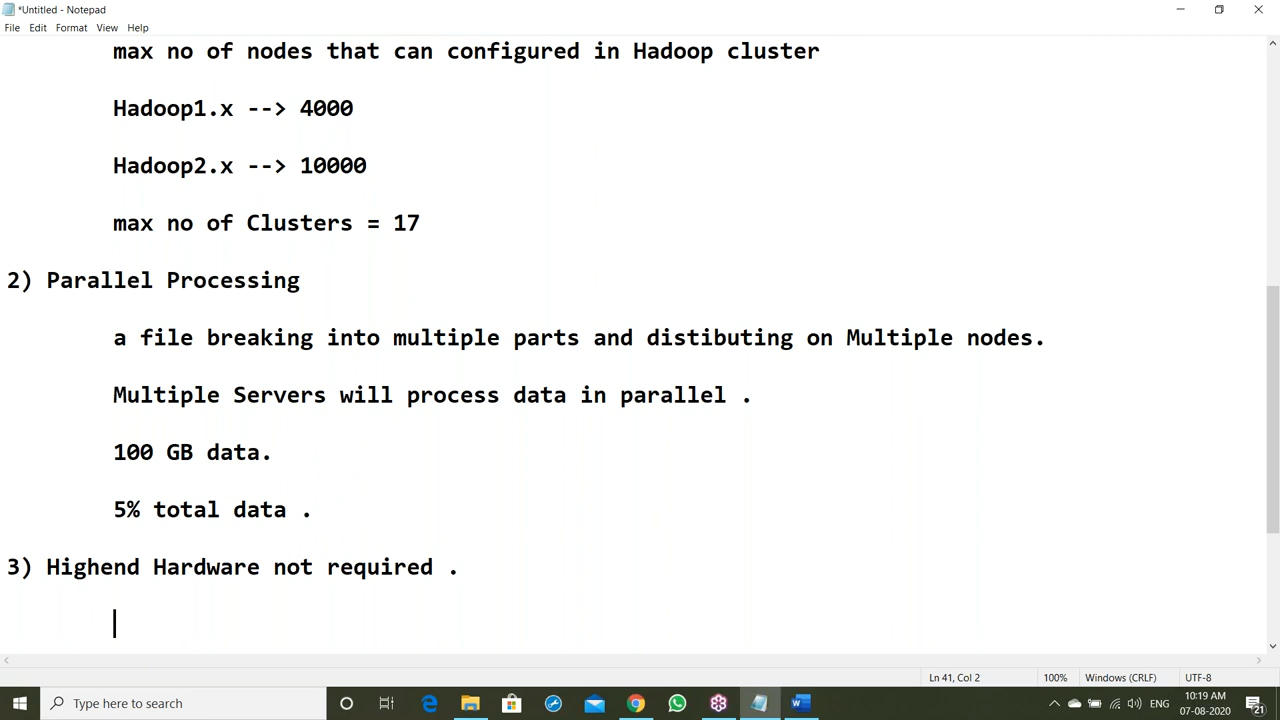 *Untitled - Notepad
File Edit Format View Help
max no of nodes that can configured in Hadoop cluster
Hadoop1.x --> 4000
Hadoop2.x --> 10000
max no of Clusters = 17
2) Parallel Processing
a file breaking into multiple parts and distibuting on Multiple nodes.
Multiple Servers will process data in parallel .
100 GB data.
5% total data .
3) Highend Hardware not required .
Ln 41, Col 2 100% Windows (CRLF) UTF-8
Type here to search
ENG
10:19 AM
07-08-2020
21